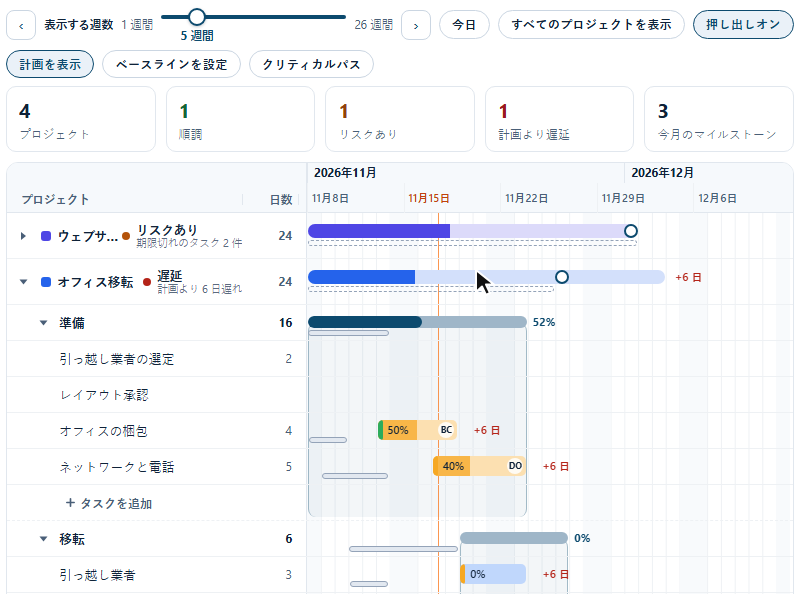 ‹ 表示する週数 1 週間 26 週間 › 今日 すべてのプロジェクトを表示 押し出しオン
5 週間
計画を表示 ベースラインを設定 クリティカルパス
4 1 1 1 3
プロジェクト 順調 リスクあり 計画より遅延 今月のマイルストーン
2026年11月 2026年12月
プロジェクト 日数 11月8日 11月15日 11月22日 11月29日 12月6日
ウェブサ... リスクあり 24
期限切れのタスク 2 件
オフィス移転 遅延 24 +6 日
計画より 6 日遅れ
準備 16 52%
引っ越し業者の選定 2
レイアウト承認
オフィスの梱包 4 50% BC +6 日
ネットワークと電話 5 40% DO +6 日
+ タスクを追加
移転 6 0%
引っ越し業者 3 0% +6 日